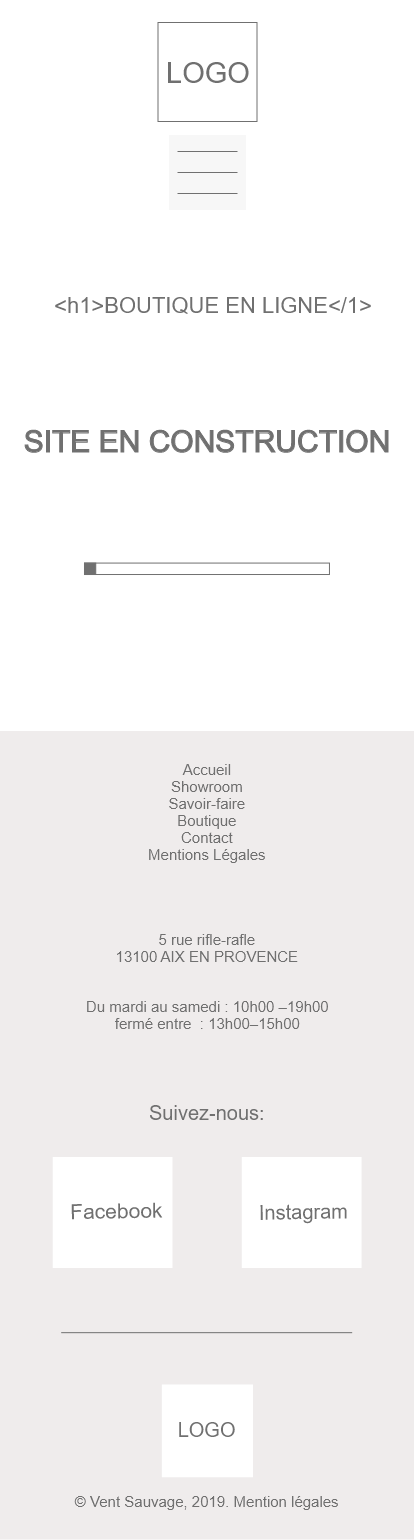 LOGO
<h1>BOUTIQUE EN LIGNE</1>
SITE EN CONSTRUCTION
Accueil
Showroom
Savoir-faire
Boutique
Contact
Mentions Légales
5 rue rifle-rafle
13100 AIX EN PROVENCE
Du mardi au samedi : 10h00 –19h00
fermé entre  : 13h00–15h00
Suivez-nous:
Facebook
Instagram
LOGO
© Vent Sauvage, 2019. Mention légales